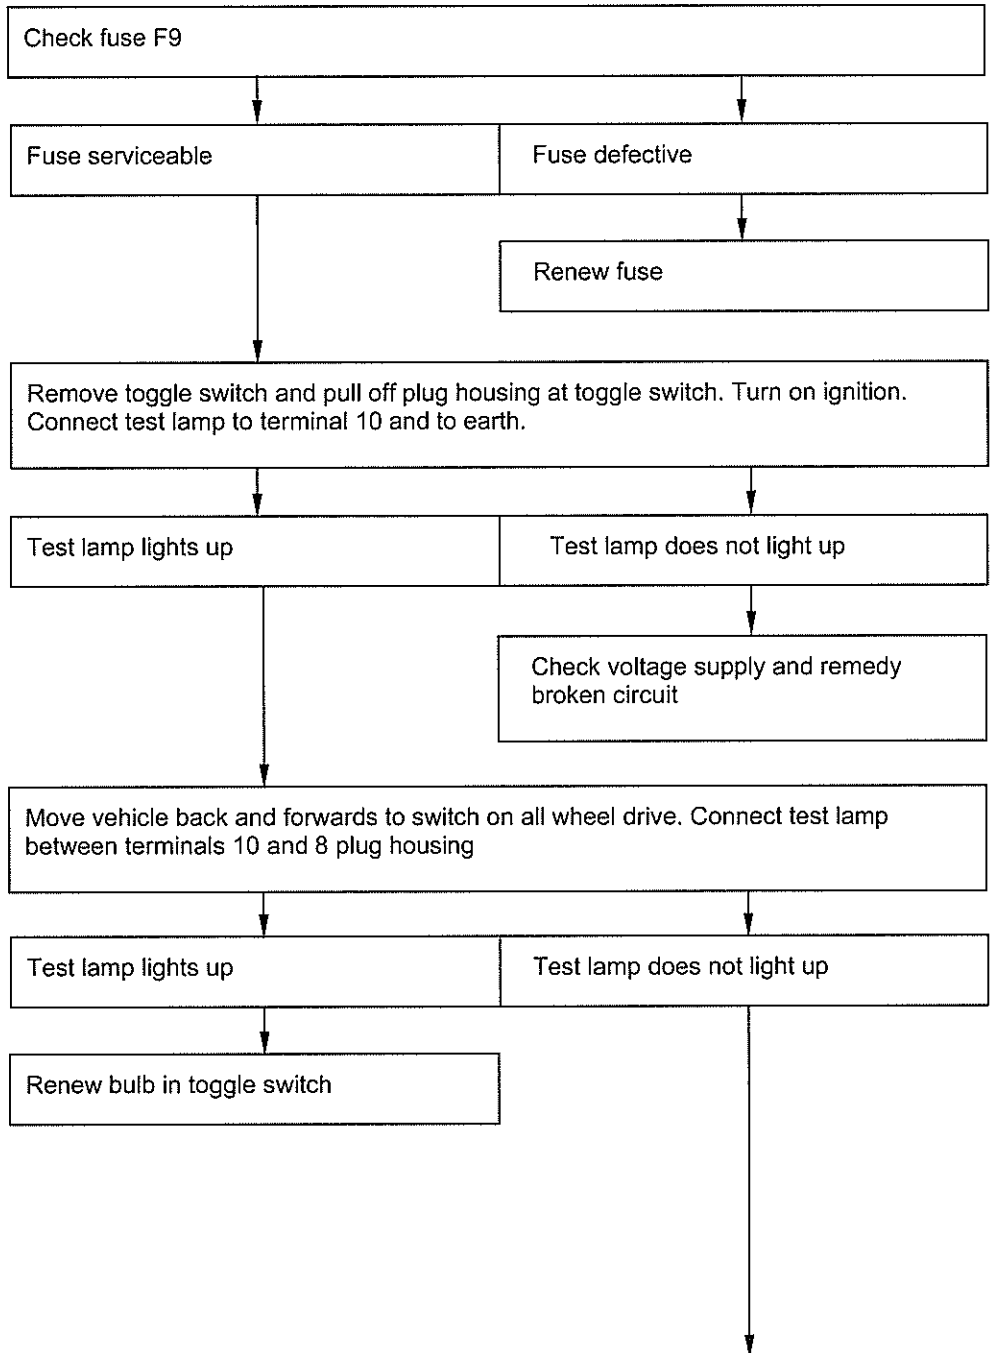 Check fuse F9
Fuse serviceable
Fuse defective
Renew fuse
Remove toggle switch and pull off plug housing at toggle switch. Turn on ignition.
Connect test lamp to terminal 10 and to earth.
Test lamp lights up
Test lamp does not light up
Check voltage supply and remedy
broken circuit
Move vehicle back and forwards to switch on all wheel drive. Connect test lamp
between terminals 10 and 8 plug housing
Test lamp lights up
Test lamp does not light up
Renew bulb in toggle switch